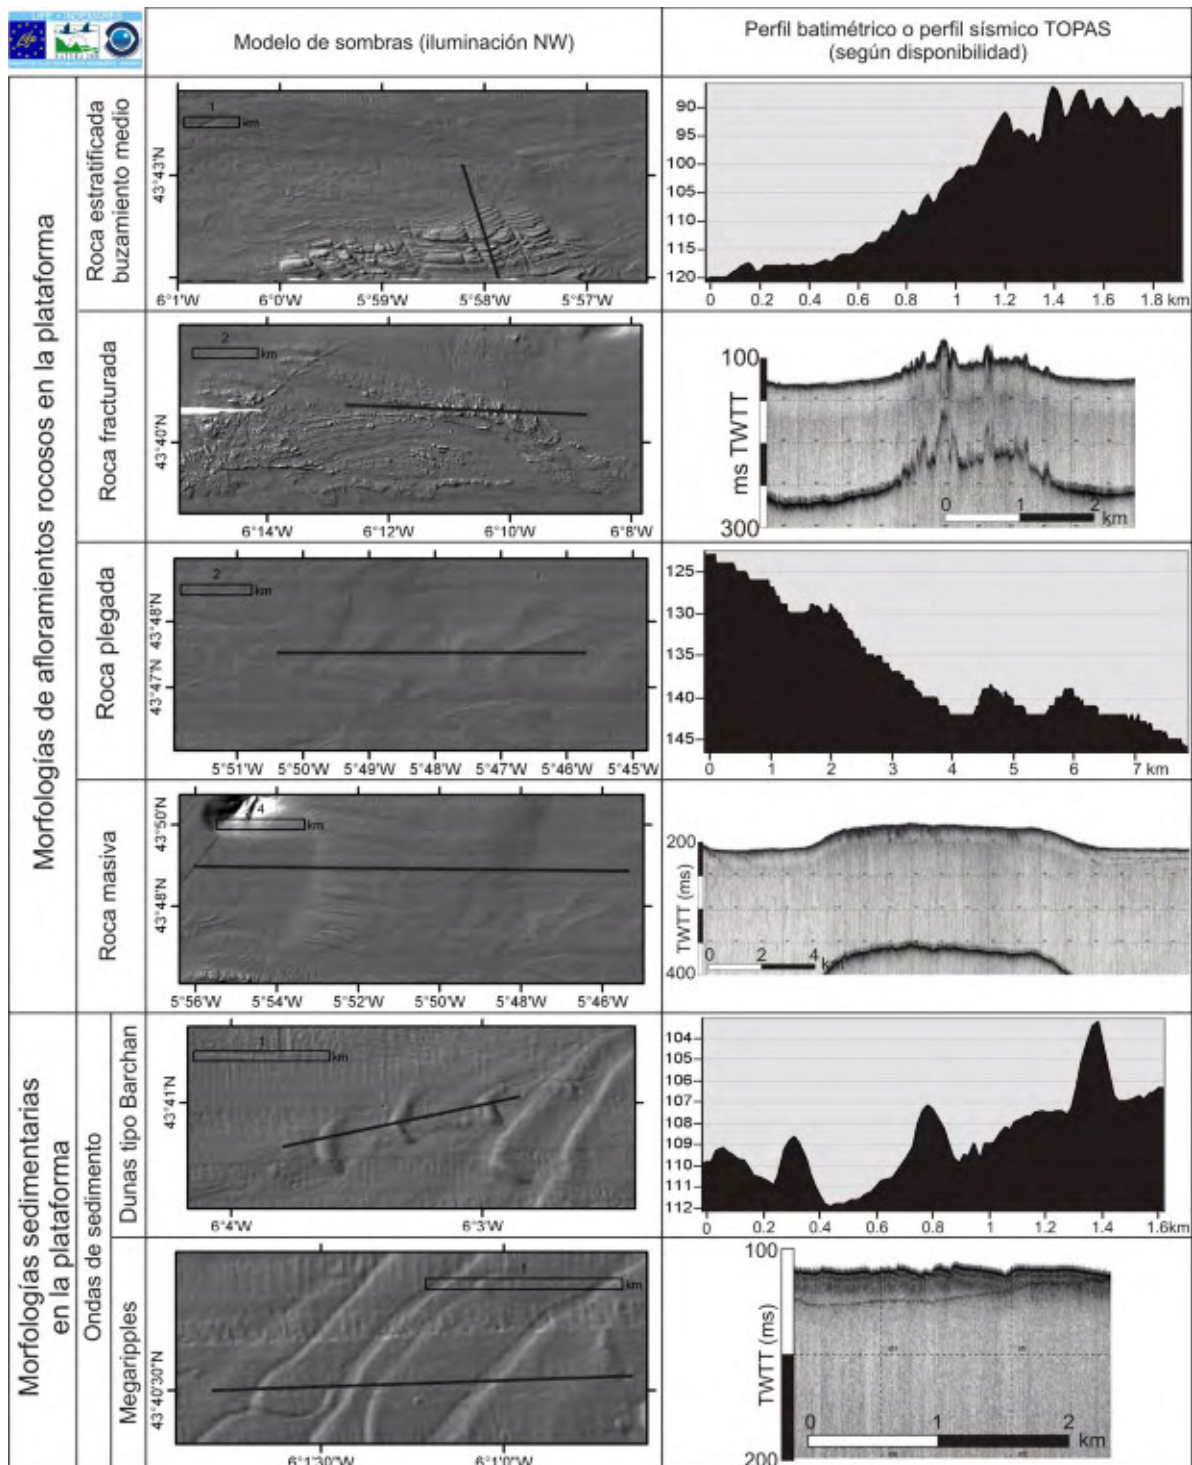 Modelo de sombras (iluminación NW)
Perfil batimétrico o perfil sísmico TOPAS
(según disponibilidad)
Morfologías de afloramientos rocosos en la plataforma
Roca estratificada
buzamiento medio
1
km
43°43'N
6°1'W 6°0'W 5°59'W 5°58'W 5°57'W
90
95
100
105
110
115
120
0 0.2 0.4 0.6 0.8 1 1.2 1.4 1.6 1.8 km
Roca fracturada
2
km
43°40'N
6°14'W 6°12'W 6°10'W 6°8'W
100
ms TWTT
300
0 1 2
km
Roca plegada
2
km
43°48'N
43°47'N
5°51'W 5°50'W 5°49'W 5°48'W 5°47'W 5°46'W 5°45'W
125
130
135
140
145
0 1 2 3 4 5 6 7 km
Roca masiva
4
km
43°50'N
43°48'N
5°56'W 5°54'W 5°52'W 5°50'W 5°48'W 5°46'W
200
TWTT (ms)
400
0 2 4
km
Morfologías sedimentarias
en la plataforma
Ondas de sedimento
Dunas tipo Barchan
1
km
43°41'N
6°4'W 6°3'W
104
105
106
107
108
109
110
111
112
0 0.2 0.4 0.6 0.8 1 1.2 1.4 1.6km
Megaripples
1
km
43°40'30"N
6°1'30"W 6°1'0"W
100
TWTT (ms)
200
0 1 2
km